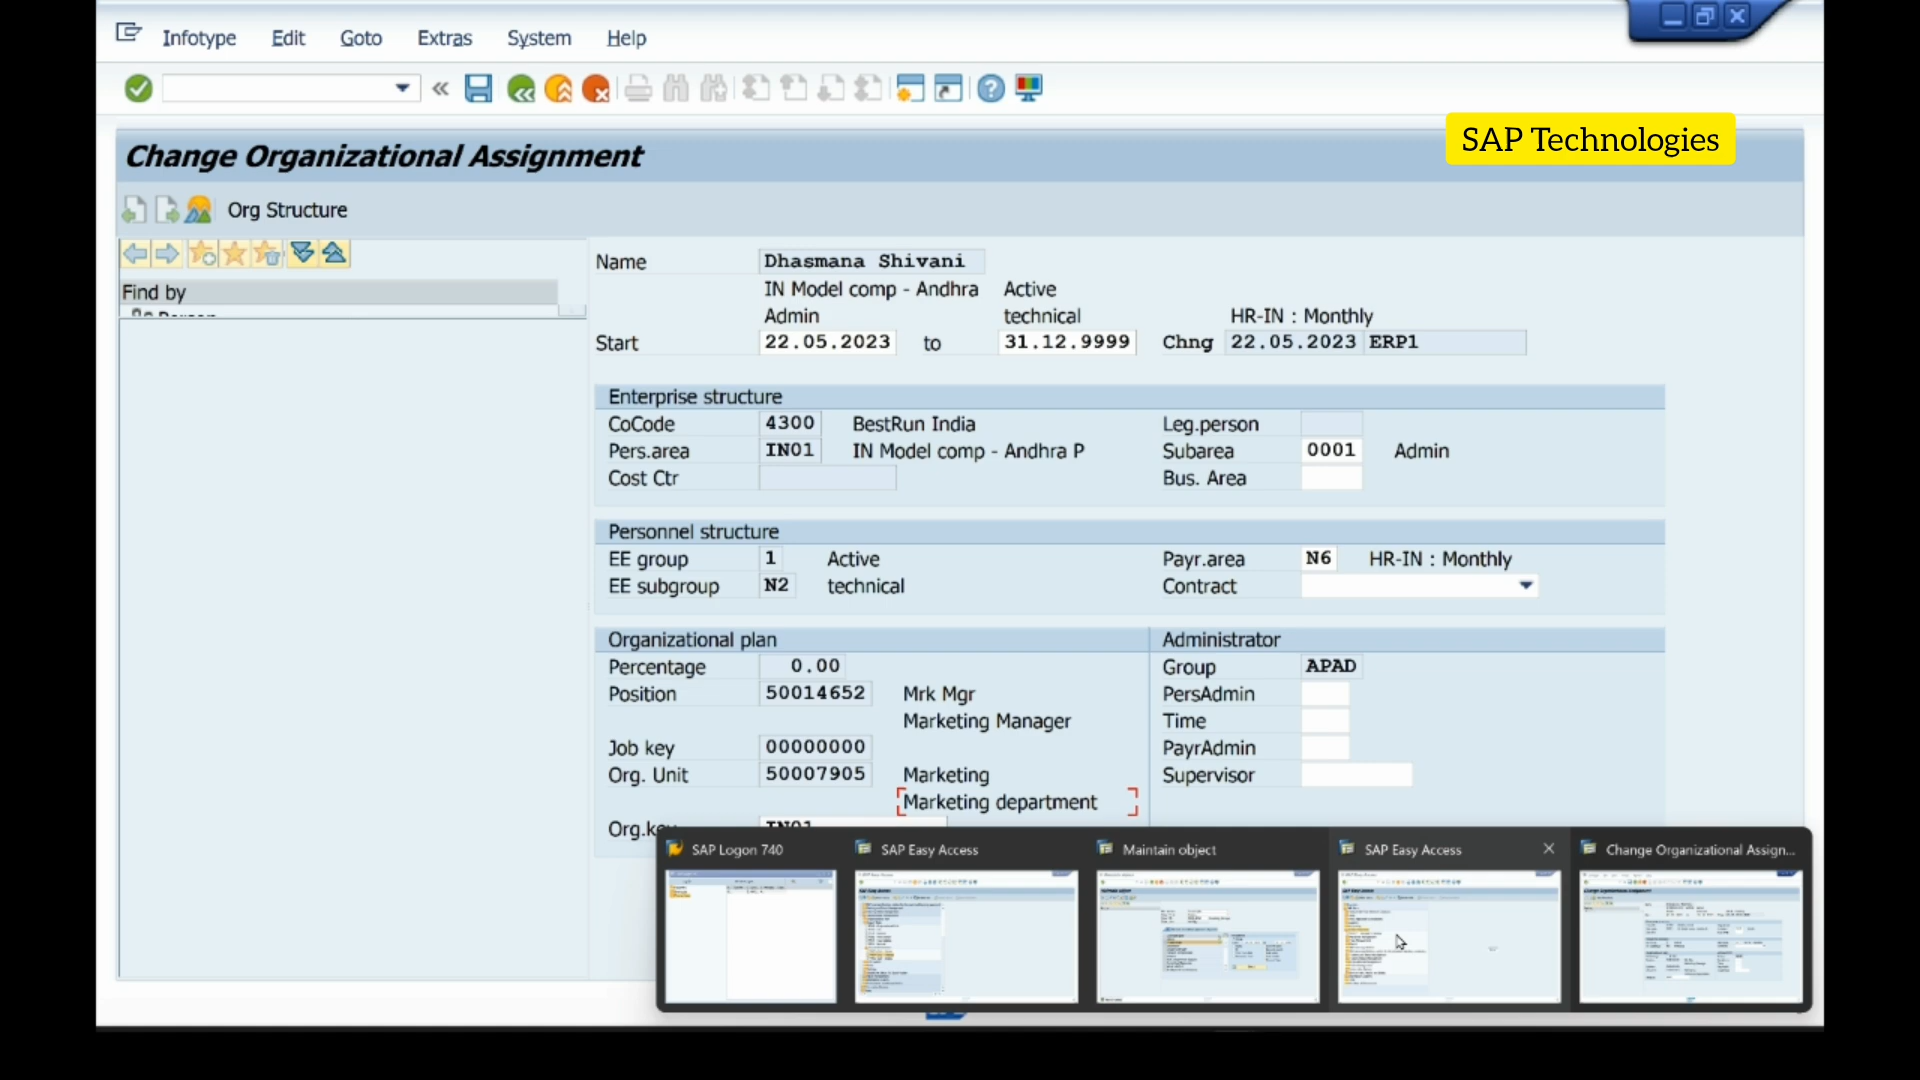 Infotype Edit Goto Extras System Help
SAP Technologies
Change Organizational Assignment
Org Structure
Find by
Name Dhasmana Shivani
IN Model comp - Andhra Active
Admin technical HR-IN : Monthly
Start 22.05.2023 to 31.12.9999 Chng 22.05.2023 ERP1
Enterprise structure
CoCode 4300 BestRun India Leg.person
Pers.area IN01 IN Model comp - Andhra P Subarea 0001 Admin
Cost Ctr Bus. Area
Personnel structure
EE group 1 Active Payr.area N6 HR-IN : Monthly
EE subgroup N2 technical Contract
Organizational plan Administrator
Percentage 0.00 Group APAD
Position 50014652 Mrk Mgr PersAdmin
Marketing Manager Time
Job key 00000000 PayrAdmin
Org. Unit 50007905 Marketing Supervisor
Marketing department
IN01
SAP Logon 740 SAP Easy Access Maintain object SAP Easy Access Change Organizational Assign...